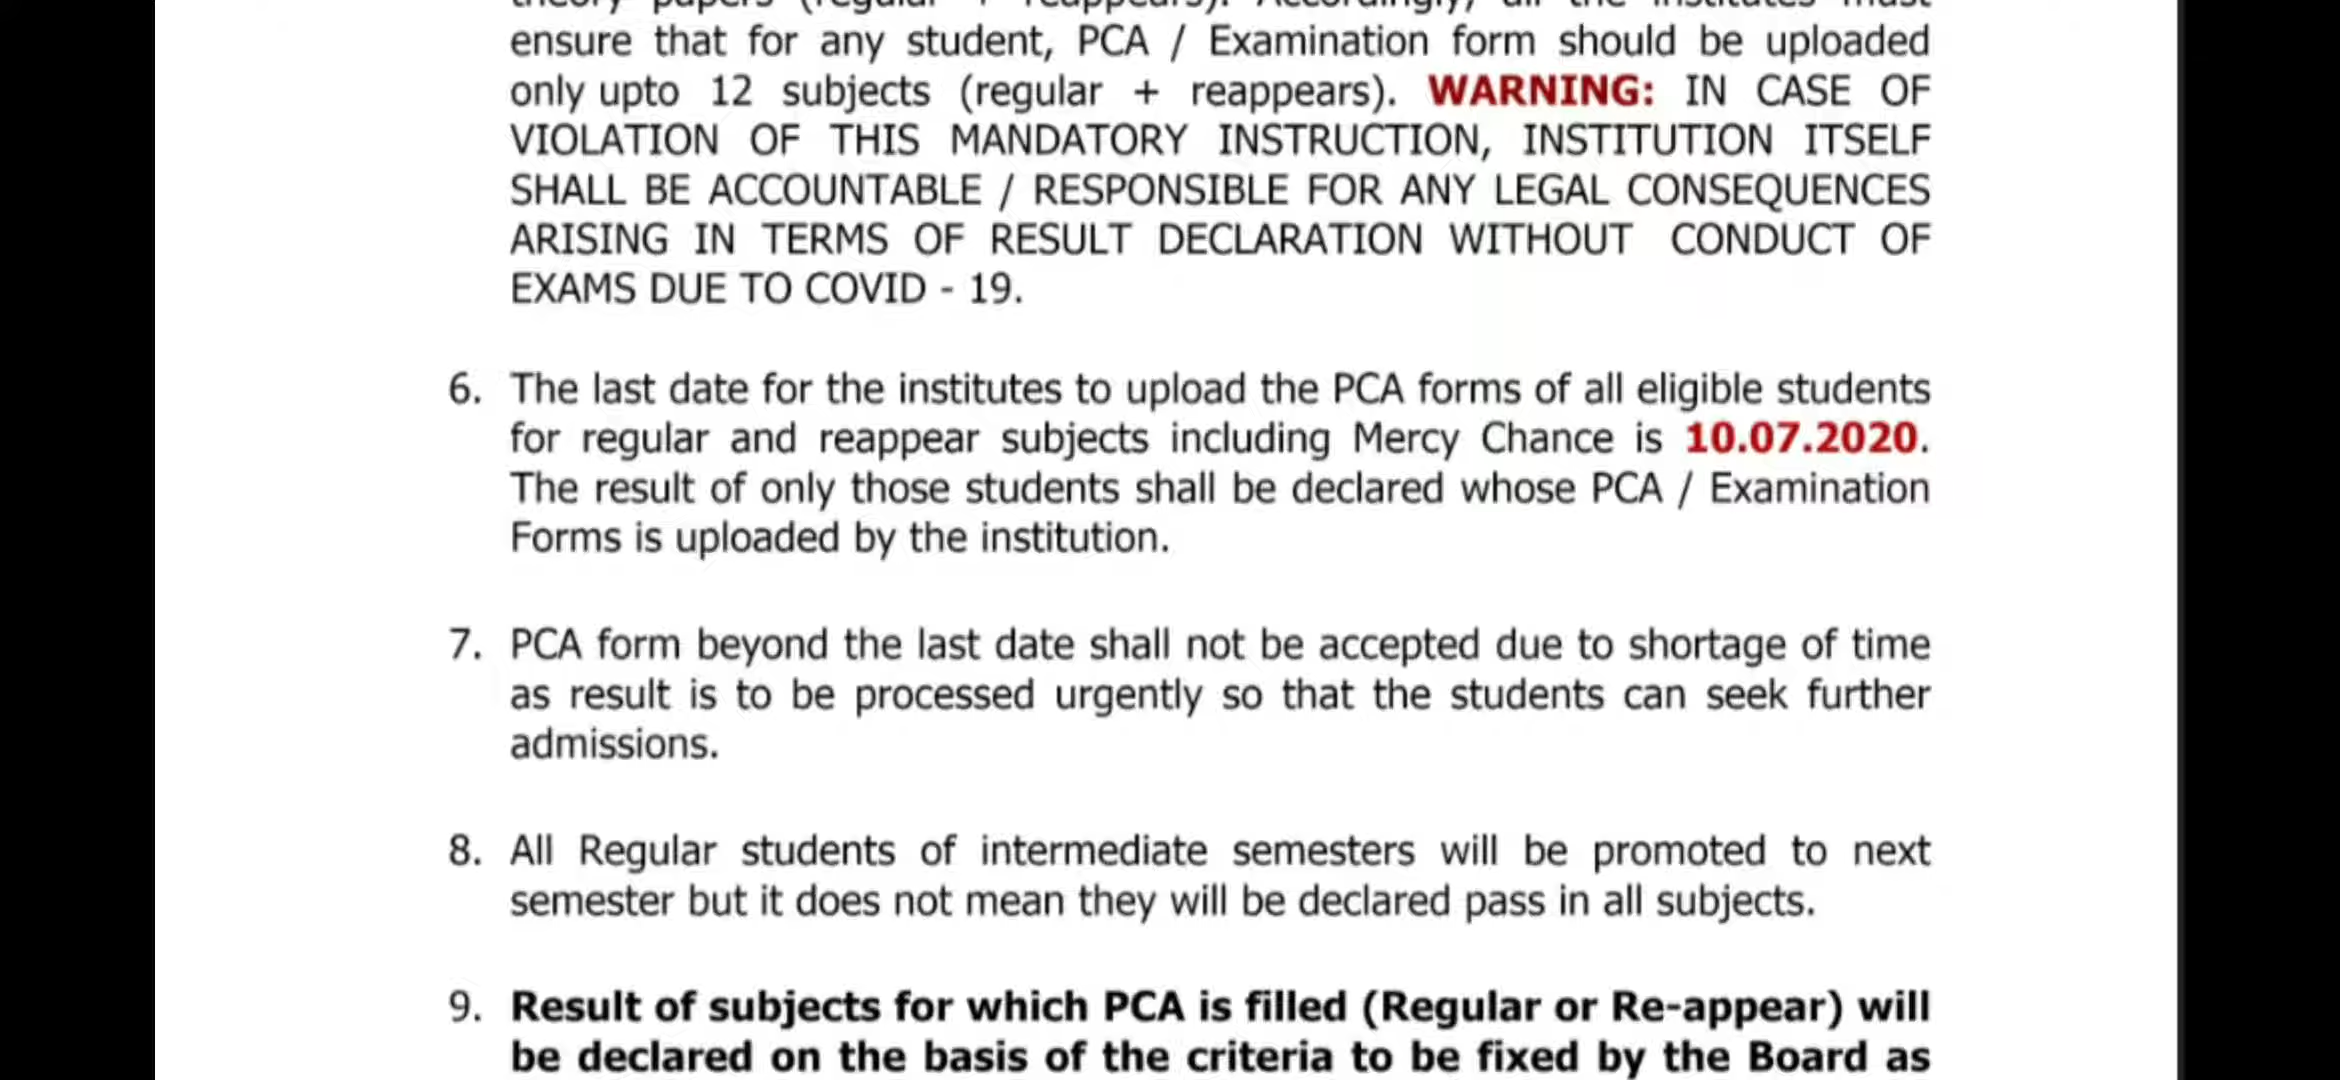 theory papers (regular + reappears). Accordingly, all the institutes must
ensure that for any student, PCA / Examination form should be uploaded
only upto 12 subjects (regular + reappears). WARNING: IN CASE OF
VIOLATION OF THIS MANDATORY INSTRUCTION, INSTITUTION ITSELF
SHALL BE ACCOUNTABLE / RESPONSIBLE FOR ANY LEGAL CONSEQUENCES
ARISING IN TERMS OF RESULT DECLARATION WITHOUT CONDUCT OF
EXAMS DUE TO COVID - 19.
6. The last date for the institutes to upload the PCA forms of all eligible students
for regular and reappear subjects including Mercy Chance is 10.07.2020.
The result of only those students shall be declared whose PCA / Examination
Forms is uploaded by the institution.
7. PCA form beyond the last date shall not be accepted due to shortage of time
as result is to be processed urgently so that the students can seek further
admissions.
8. All Regular students of intermediate semesters will be promoted to next
semester but it does not mean they will be declared pass in all subjects.
9. Result of subjects for which PCA is filled (Regular or Re-appear) will
be declared on the basis of the criteria to be fixed by the Board as